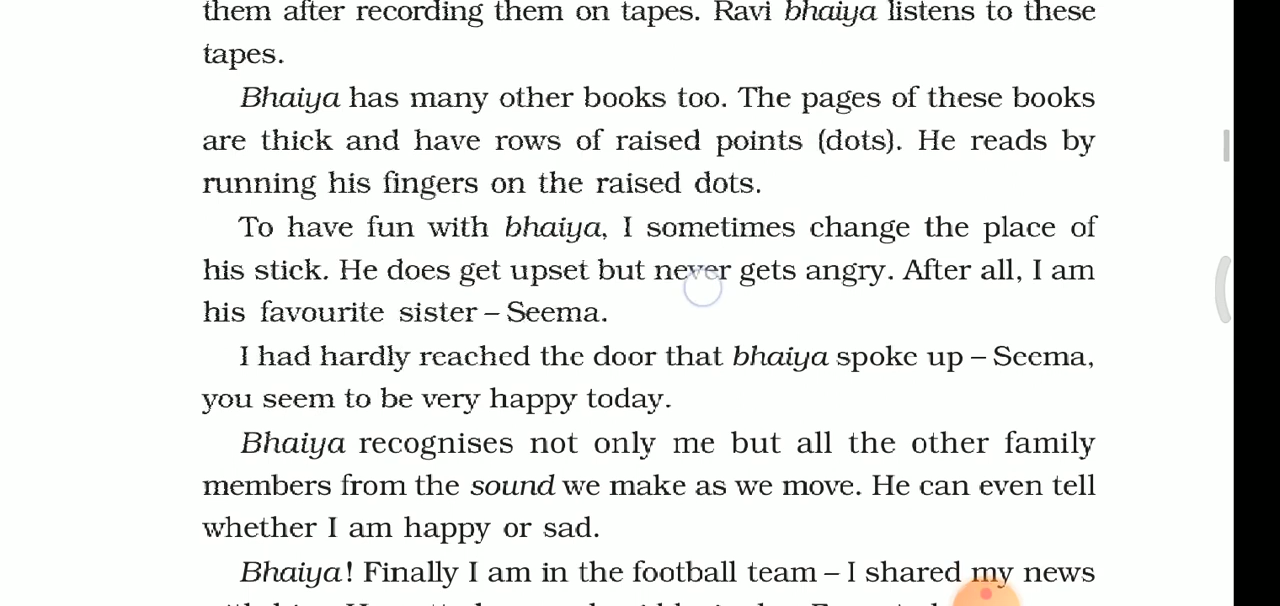 them after recording them on tapes. Ravi bhaiya listens to these
tapes.
Bhaiya has many other books too. The pages of these books
are thick and have rows of raised points (dots). He reads by
running his fingers on the raised dots.
To have fun with bhaiya, I sometimes change the place of
his stick. He does get upset but never gets angry. After all, I am
his favourite sister – Seema.
I had hardly reached the door that bhaiya spoke up – Seema,
you seem to be very happy today.
Bhaiya recognises not only me but all the other family
members from the sound we make as we move. He can even tell
whether I am happy or sad.
Bhaiya! Finally I am in the football team – I shared my news